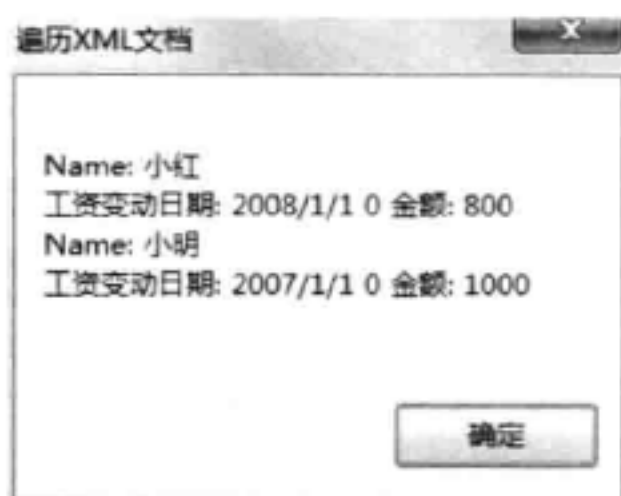 遍历XML文档
Name: 小红
工资变动日期: 2008/1/1 0 金额: 800
Name: 小明
工资变动日期: 2007/1/1 0 金额: 1000
确定